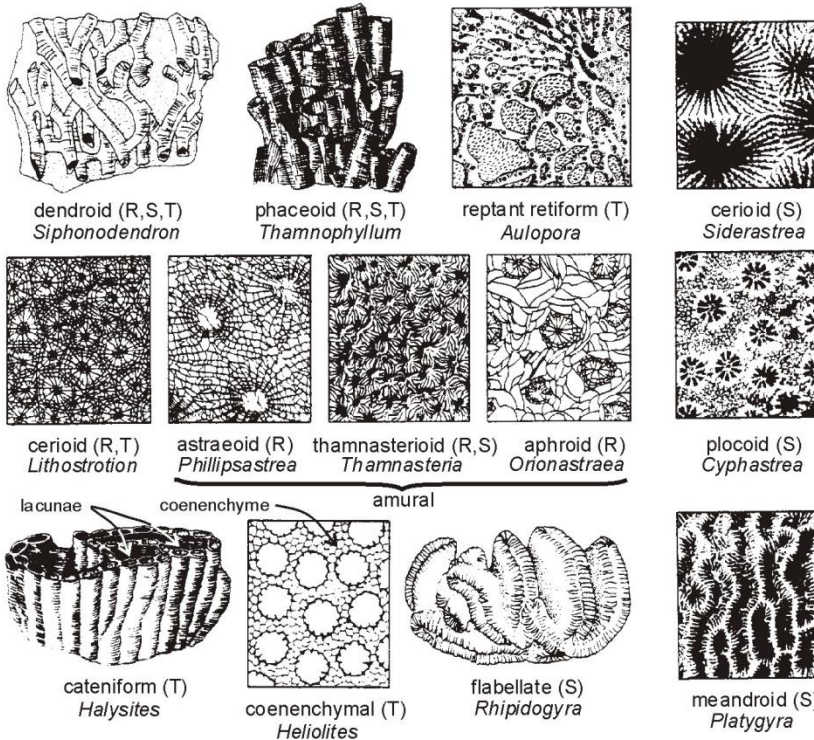 dendroid (R,S,T)
Siphonodendron
phaceoid (R,S,T)
Thamnophyllum
reptant retiform (T)
Aulopora
cerioid (S)
Siderastrea
cerioid (R,T)
Lithostrotion
astraeoid (R)
Phillipsastrea
thamnasterioid (R,S)
Thamnasteria
aphroid (R)
Orionastraea
plocoid (S)
Cyphastrea
amural
lacunae
coenenchyme
cateniform (T)
Halysites
coenenchymal (T)
Heliolites
flabellate (S)
Rhipidogyra
meandroid (S)
Platygyra